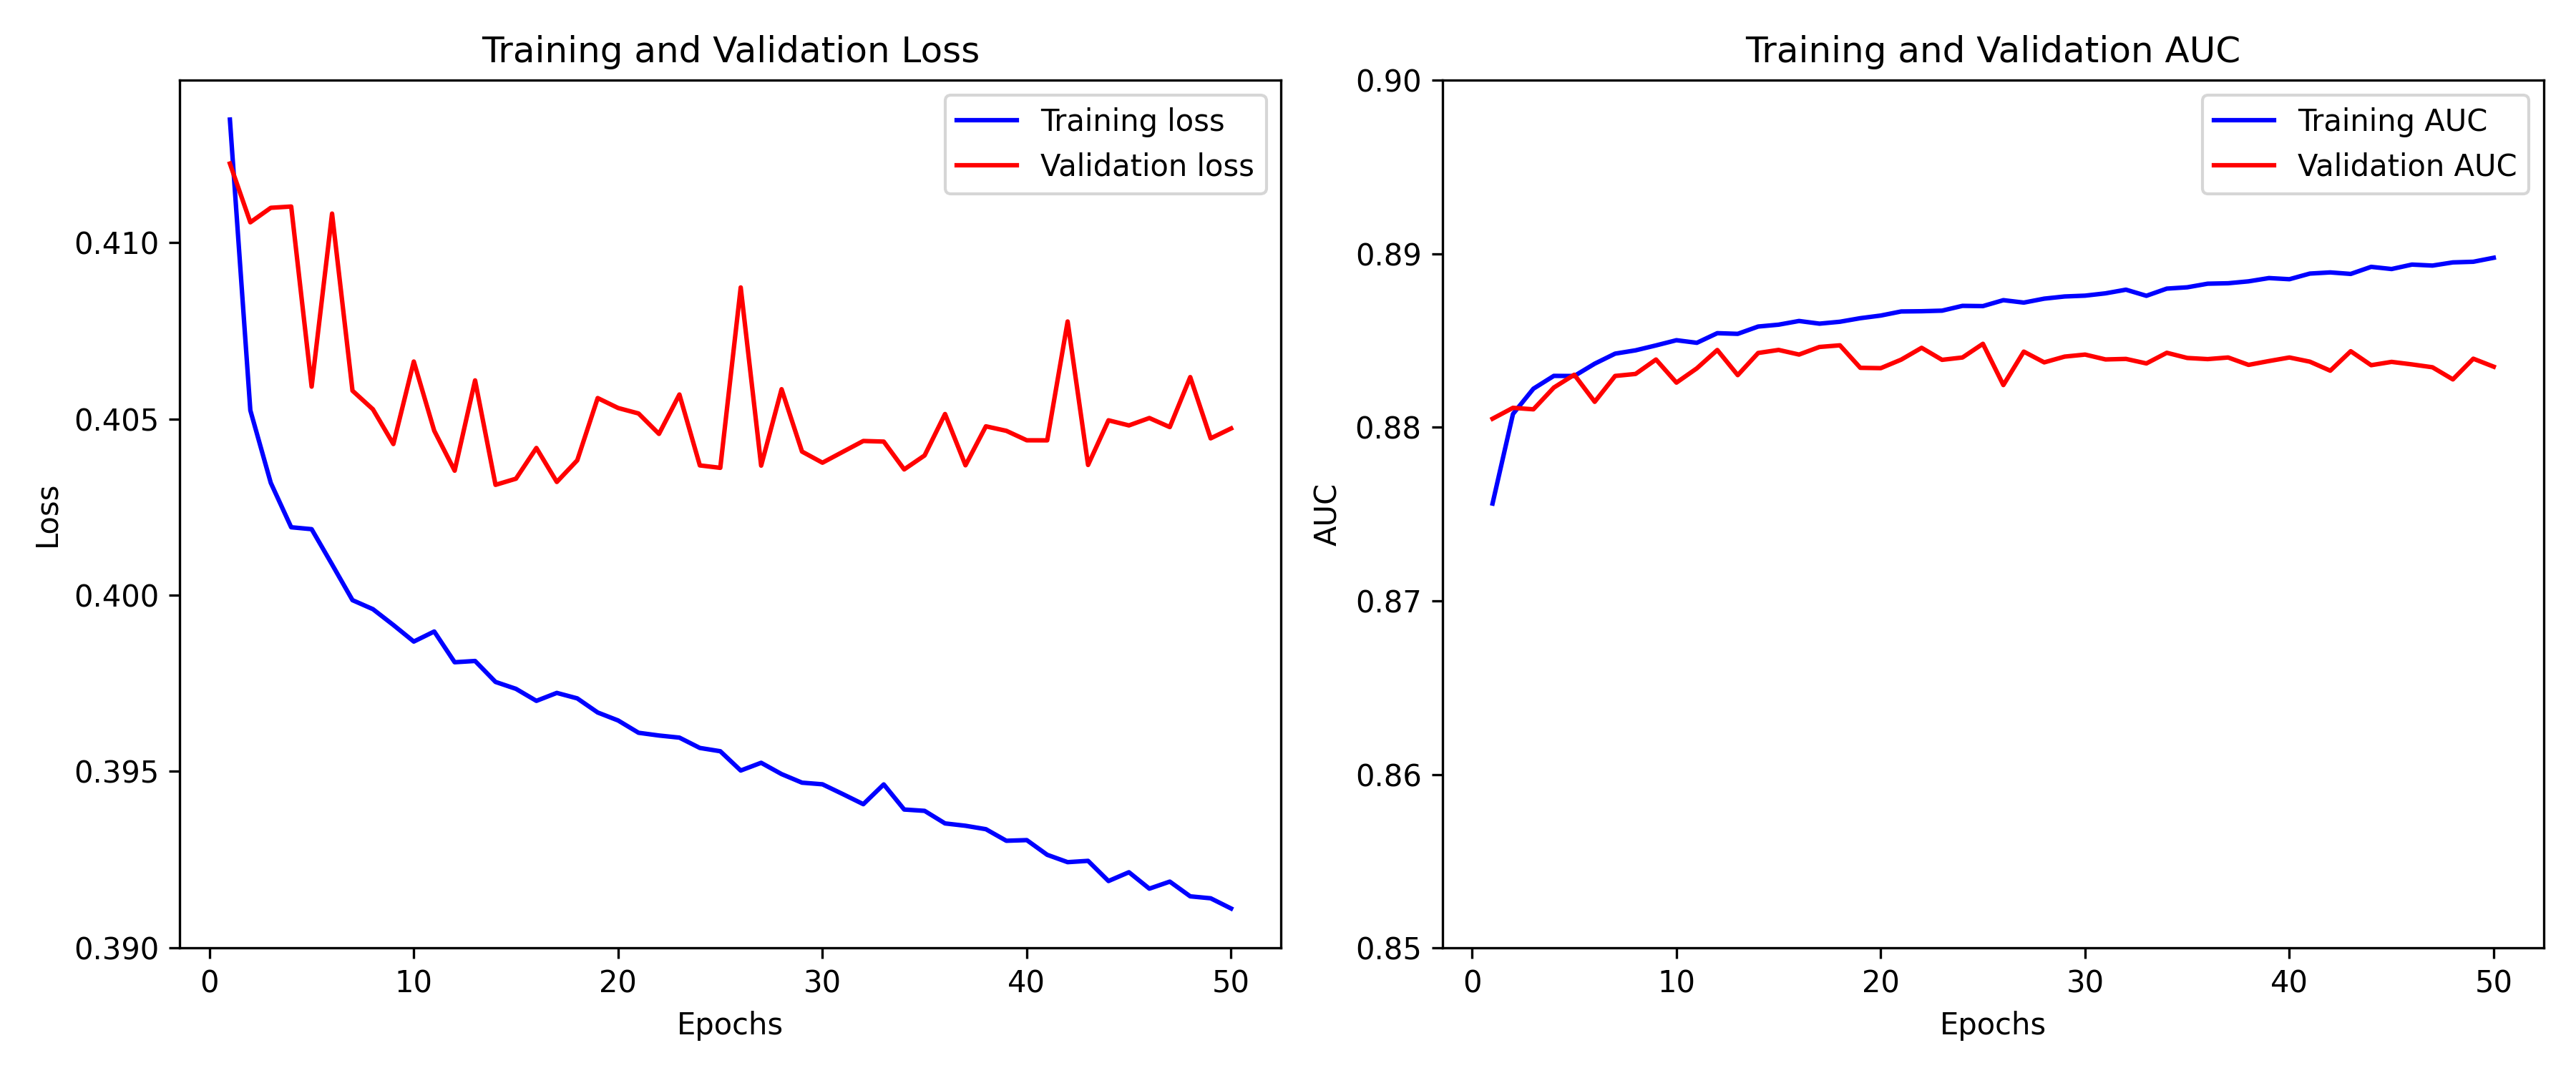 Training and Validation Loss
Training loss
Validation loss
0.410
0.405
0.400
0.395
0.390
Loss
0 10 20 30 40 50
Epochs
Training and Validation AUC
Training AUC
Validation AUC
0.90
0.89
0.88
0.87
0.86
0.85
AUC
0 10 20 30 40 50
Epochs